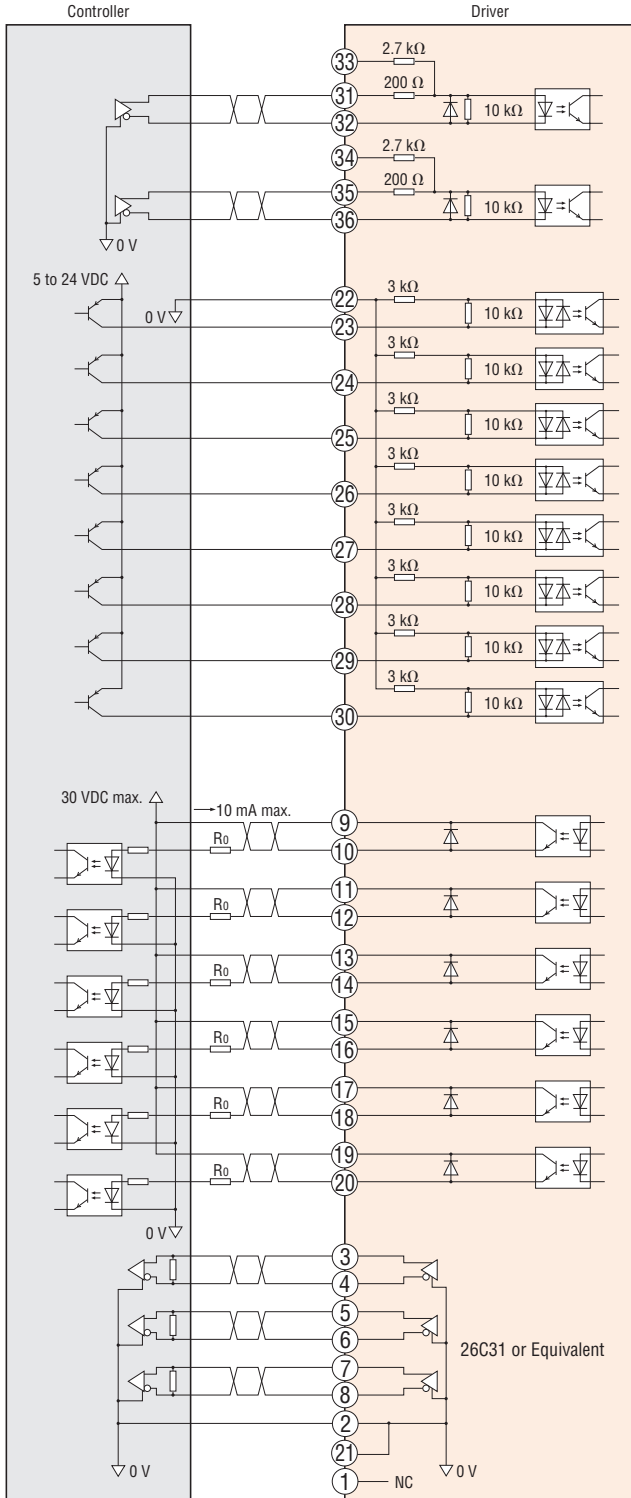 Controller Driver
33 2.7 kΩ
31 200 Ω
32 10 kΩ
34 2.7 kΩ
35 200 Ω
36 10 kΩ
0 V
5 to 24 VDC
0 V 22 3 kΩ
23 10 kΩ
3 kΩ
24 10 kΩ
3 kΩ
25 10 kΩ
3 kΩ
26 10 kΩ
3 kΩ
27 10 kΩ
3 kΩ
28 10 kΩ
3 kΩ
29 10 kΩ
3 kΩ
30 10 kΩ
30 VDC max.
10 mA max.
9
R0 10
11
R0 12
13
R0 14
15
R0 16
17
R0 18
19
R0 20
0 V
3
4
5
6
26C31 or Equivalent
7
8
2
21
0 V 0 V
1 NC